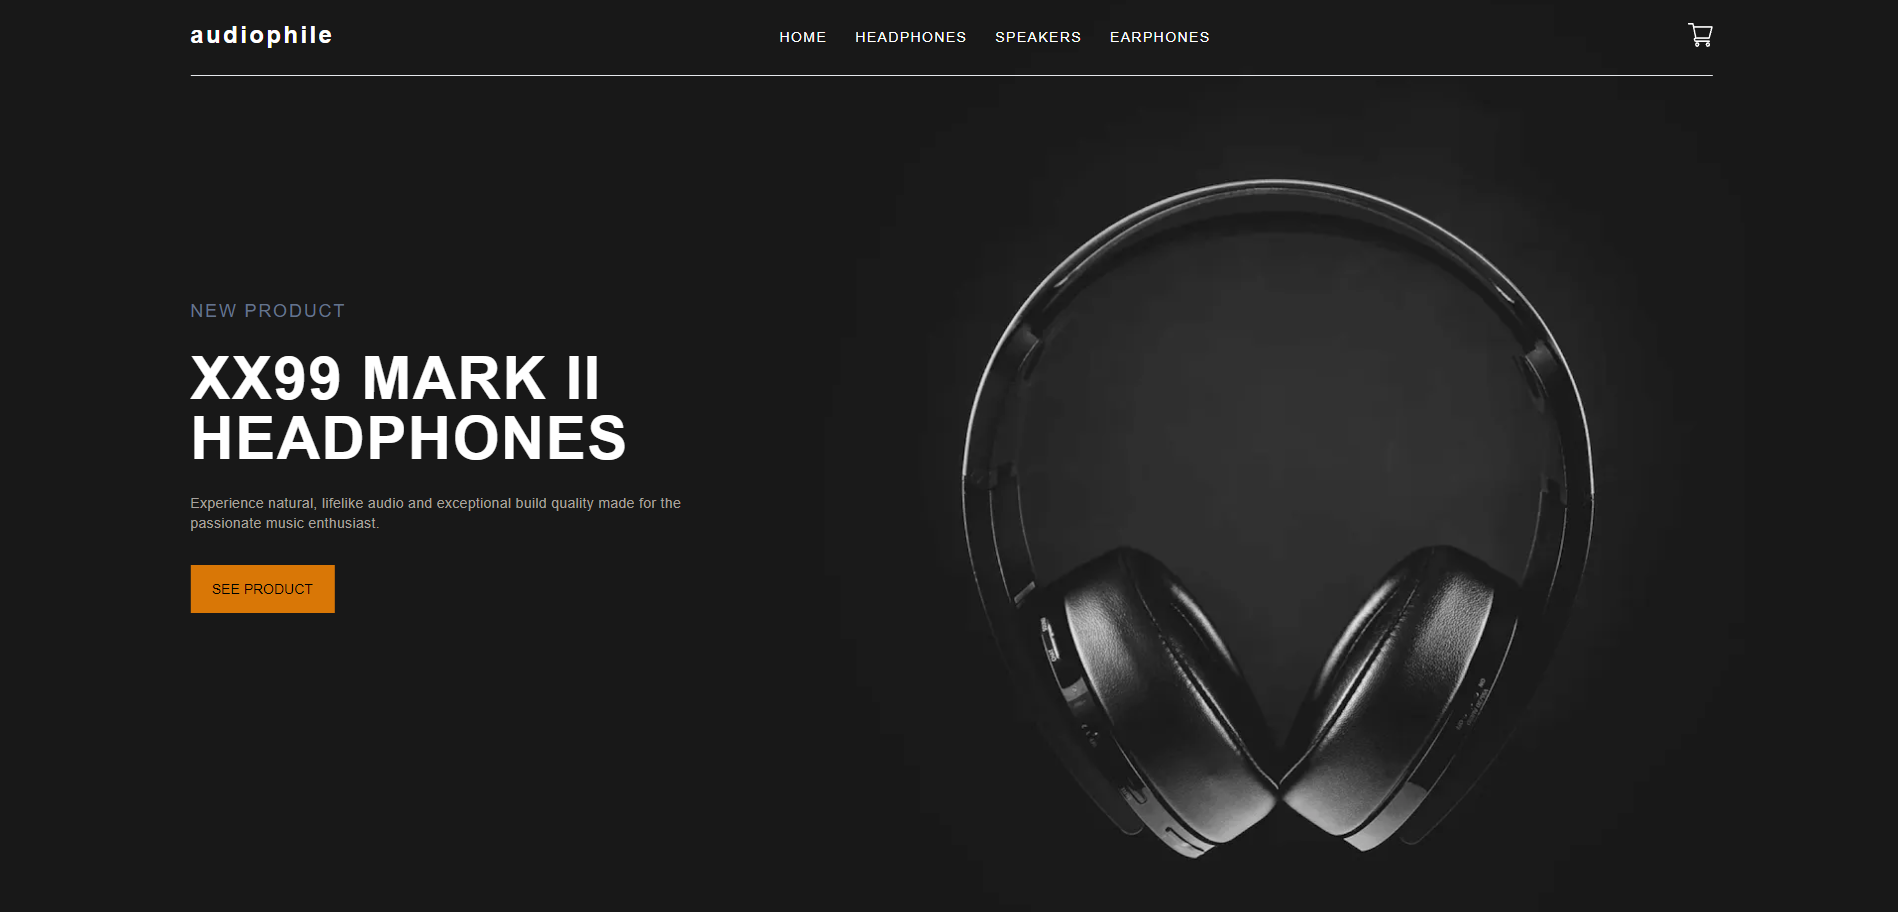 audiophile
HOME HEADPHONES SPEAKERS EARPHONES
NEW PRODUCT
XX99 MARK II
HEADPHONES
Experience natural, lifelike audio and exceptional build quality made for the
passionate music enthusiast.
SEE PRODUCT